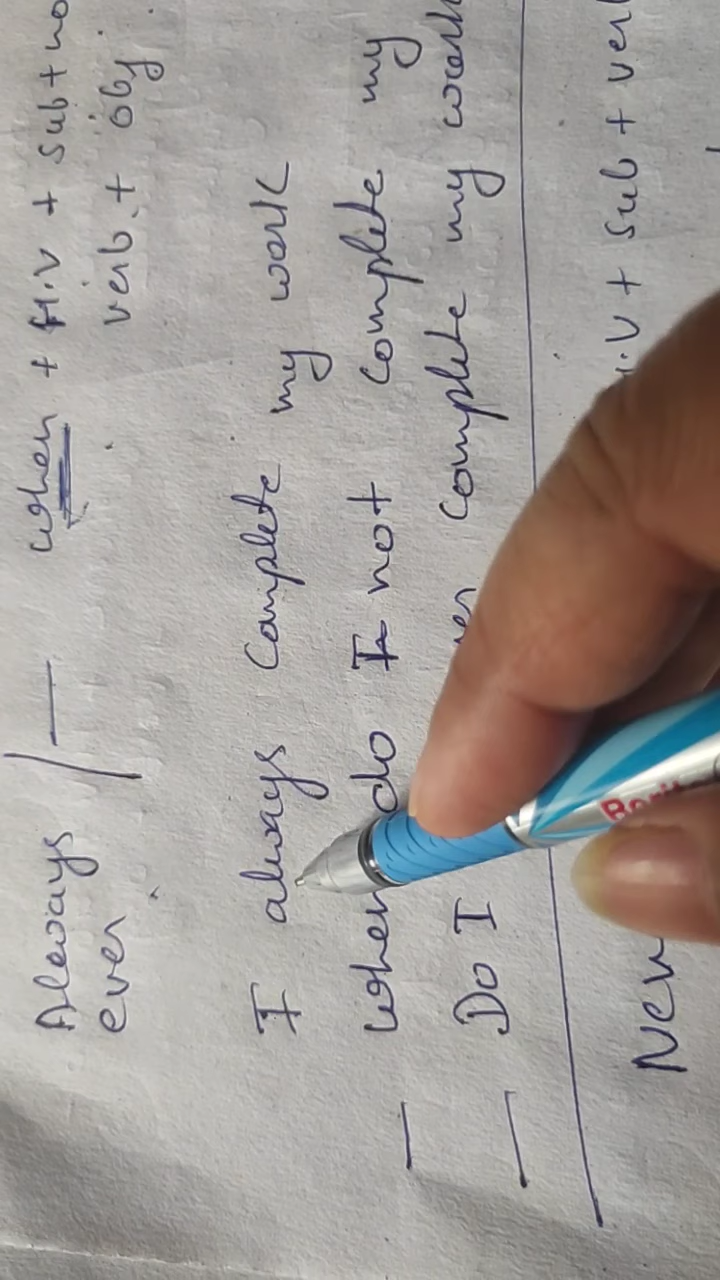 Always / — when + H.V + Sub + no
ever verb. + obj.
I always Complete my work
— when do I not Complete my
— Do I Complete my work
.V + Sub + ver